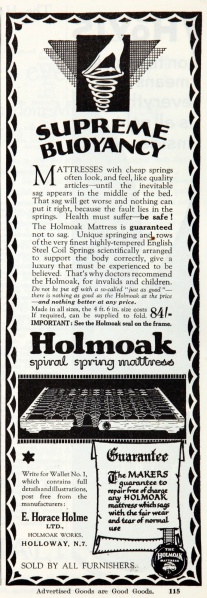 SUPREME
BUOYANCY
MATTRESSES with cheap springs
often look, and feel, like quality
articles—until the inevitable
sag appears in the middle of the bed.
That sag will get worse and nothing can
put it right, because the fault lies in the
springs. Health must suffer—be safe!
The Holmoak Mattress is guaranteed
not to sag. Unique springing and rows
of the very finest highly-tempered English
Steel Coil Springs scientifically arranged
to support the body correctly, give a
luxury that must be experienced to be
believed. That's why doctors recommend
the Holmoak, for invalids and children.
Do not be put off with a so-called "just as good"—
there is nothing as good as the Holmoak at the price
—and nothing better at any price.
Made in all sizes, the 4 ft. 6 in. size costs 84/-
If required, can be supplied to fold.
IMPORTANT: See the Holmoak seal on the frame.
Holmoak
spiral spring mattress
Write for Wallet No. 1,
which contains full
details and illustrations,
post free from the
manufacturers:
E. Horace Holme
LTD.,
HOLMOAK WORKS,
HOLLOWAY, N.7.
Guarantee
The MAKERS
guarantee to
repair free of charge
any HOLMOAK
mattress which sags
with the fair wear
and tear of normal
use
THE
HOLMOAK
SOLD BY ALL FURNISHERS.
Advertised Goods are Good Goods. 115